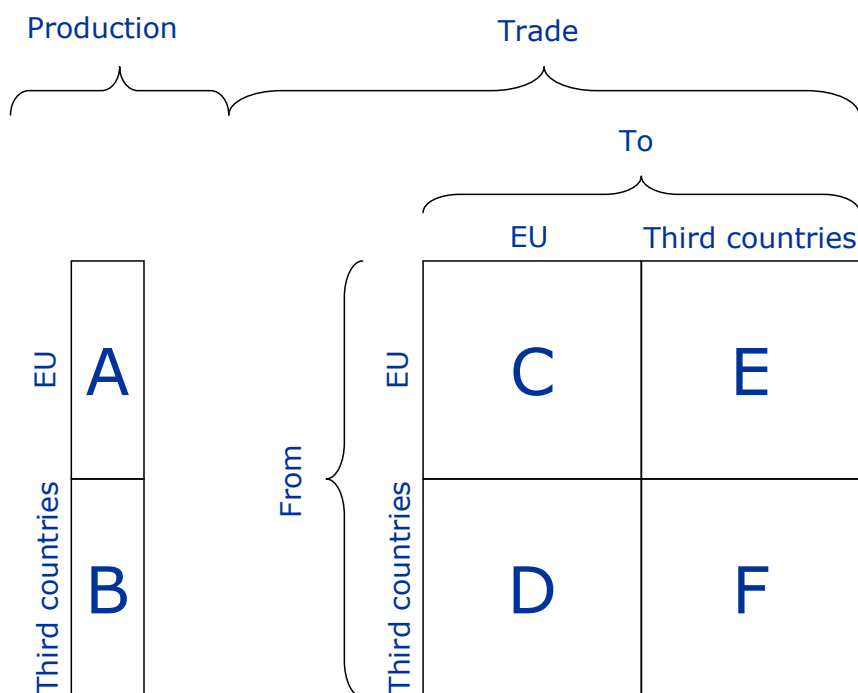 Production
Trade
To
EU
Third countries
EU
A
EU
C
E
From
Third countries
B
Third countries
D
F